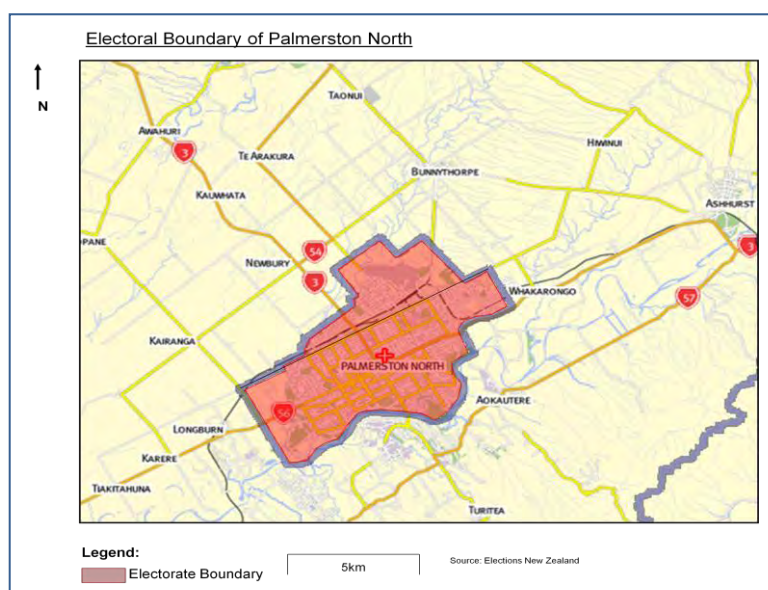 Electoral Boundary of Palmerston North
N
TAONUI
AWAHURI
3
TE ARAKURA
HIWINUI
BUNNYTHORPE
KAUWHATA
ASHHURST
OPANE
54
3
NEWBURY
3
WHAKARONGO
57
KAIRANGA
PALMERSTON NORTH
AOKAUTERE
56
LONGBURN
KARERE
TIAKITAHUNA
TURITEA
Legend:
Electorate Boundary
5km
Source: Elections New Zealand